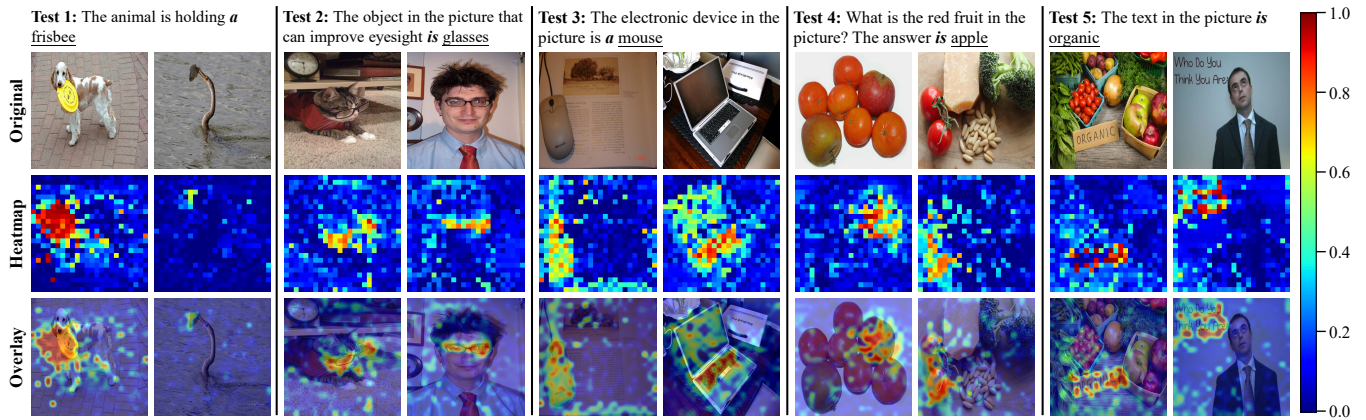 Test 1: The animal is holding a
frisbee
Test 2: The object in the picture that
can improve eyesight is glasses
Test 3: The electronic device in the
picture is a mouse
Test 4: What is the red fruit in the
picture? The answer is apple
Test 5: The text in the picture is
organic
Original
ORGANIC
Who Do You
Think You Are?
Heatmap
Overlay
1.0
0.8
0.6
0.4
0.2
0.0